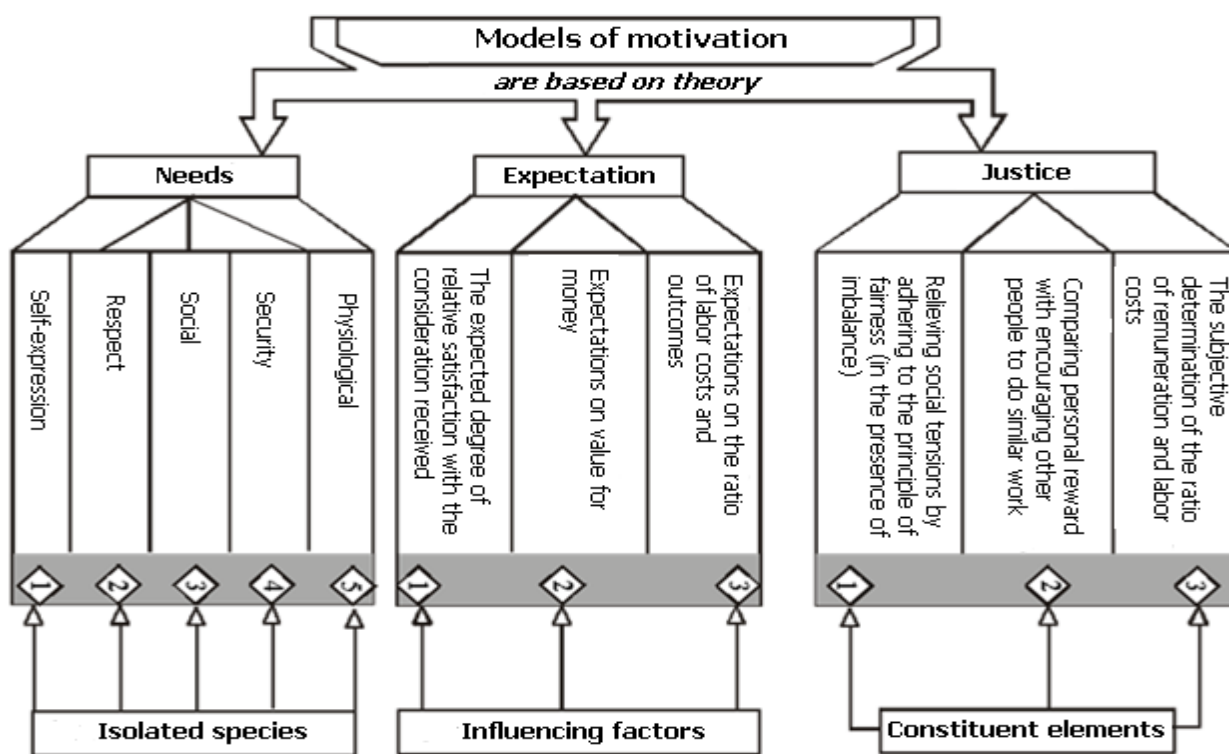 Models of motivation
are based on theory
Needs
Expectation
Justice
Self-expression
Respect
Social
Security
Physiological
The expected degree of
relative satisfaction with the
consideration received
Expectations on value for
money
Expectations on the ratio
of labor costs and
outcomes
Relieving social tensions by
adhering to the principle of
fairness (in the presence of
imbalance)
Comparing personal reward
with encouraging other
people to do similar work
The subjective
determination of the ratio
of remuneration and labor
costs
1
2
3
4
5
1
2
3
1
2
3
Isolated species
Influencing factors
Constituent elements